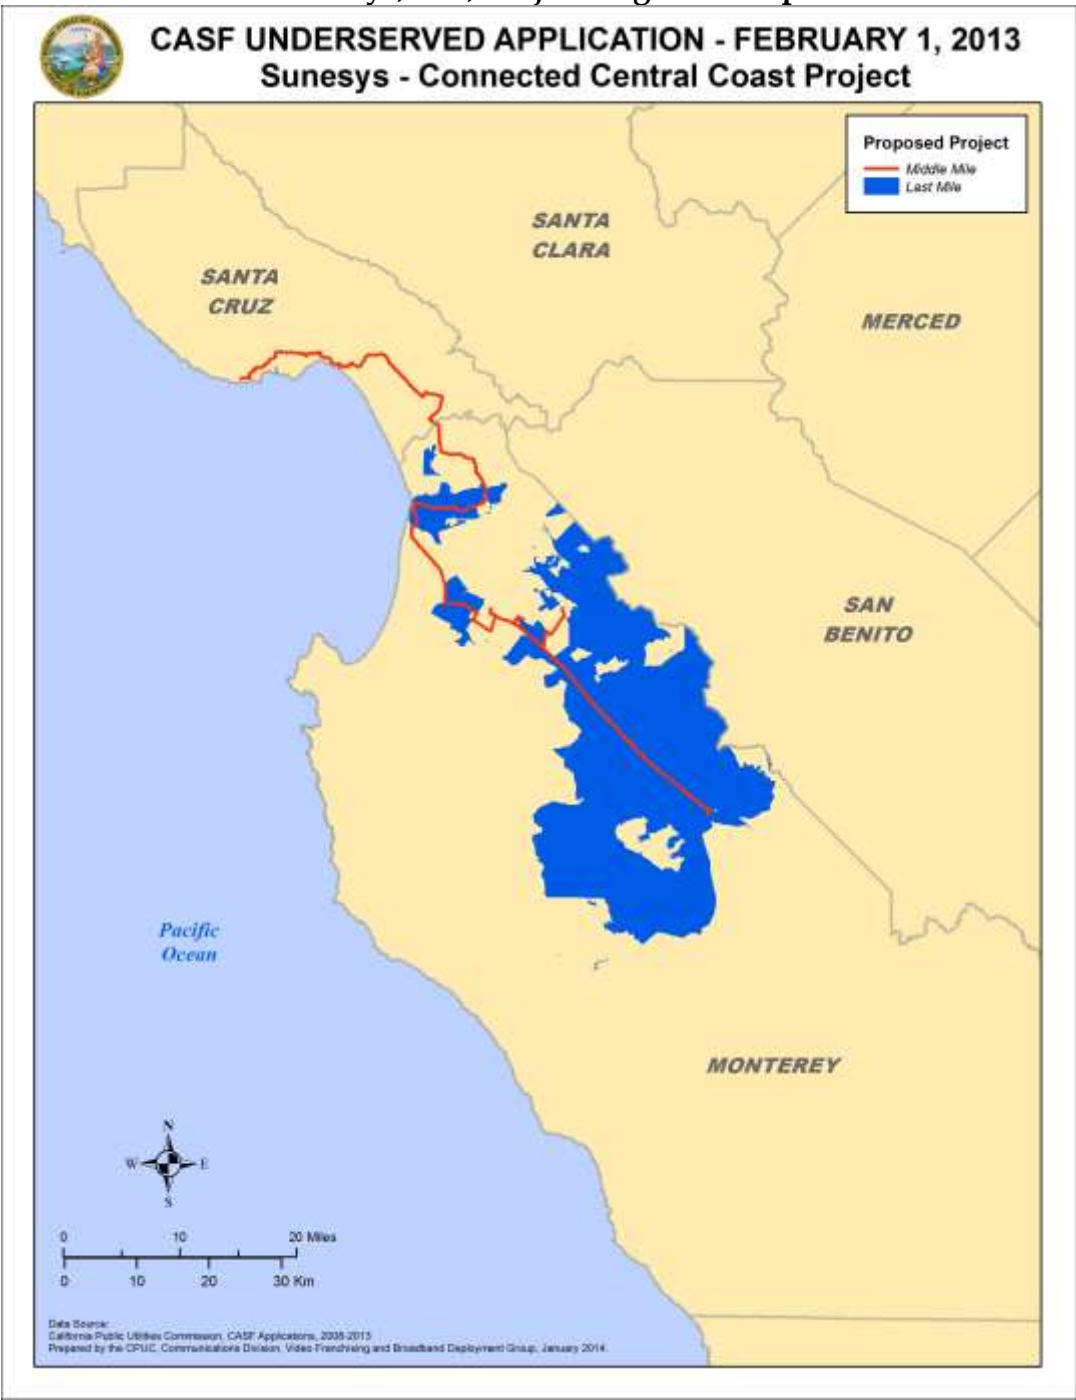 CASF UNDERSERVED APPLICATION - FEBRUARY 1, 2013
Sunesys - Connected Central Coast Project
Proposed Project
Middle Mile
Last Mile
SANTA
CLARA
SANTA
CRUZ
MERCED
SAN
BENITO
Pacific
Ocean
MONTEREY
N
W E
S
0 10 20 Miles
0 10 20 30 Km
Data Source:
California Public Utilities Commission, CASF Applications, 2008-2013
Prepared by the CPUC, Communications Division, Video Franchising and Broadband Deployment Group, January 2014.